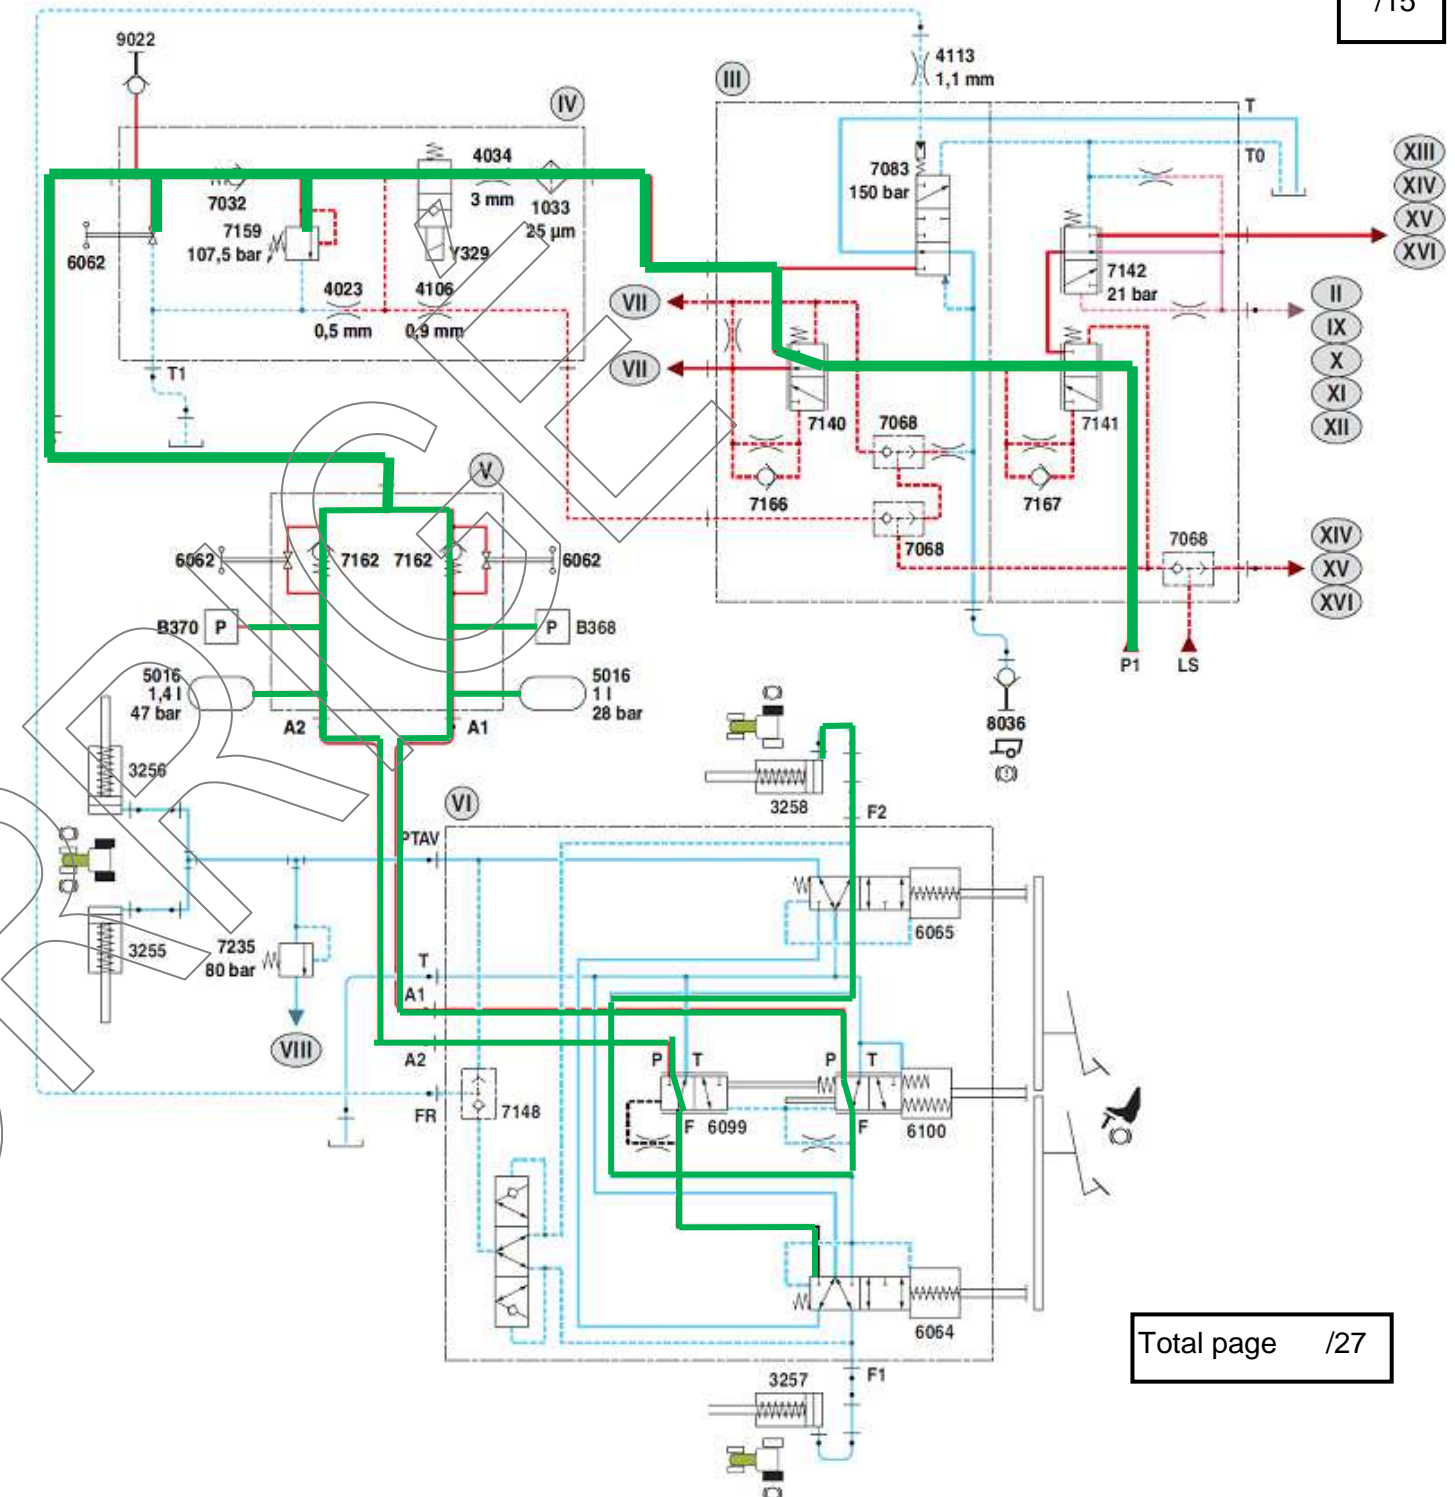 /15
9022
4113
1,1 mm
III
IV
T
4034
7083
150 bar
T0
XIII
XIV
XV
XVI
7032
3 mm
1033
25 µm
7159
107,5 bar
Y329
6062
7142
21 bar
4023
4106
0,5 mm
0,9 mm
VII
II
IX
X
XI
XII
VII
T1
7140
7068
7141
V
7166
7167
7068
7068
XIV
XV
XVI
6062
7162
7162
6062
B370
P
P
B368
P1
LS
5016
1,4 l
47 bar
5016
1 l
28 bar
A2
A1
8036
3256
3258
VI
F2
PTAV
6065
3255
7235
80 bar
T
A1
VIII
A2
P
T
P
T
FR
7148
F
6099
F
6100
6064
Total page /27
3257
F1
CORRIGE